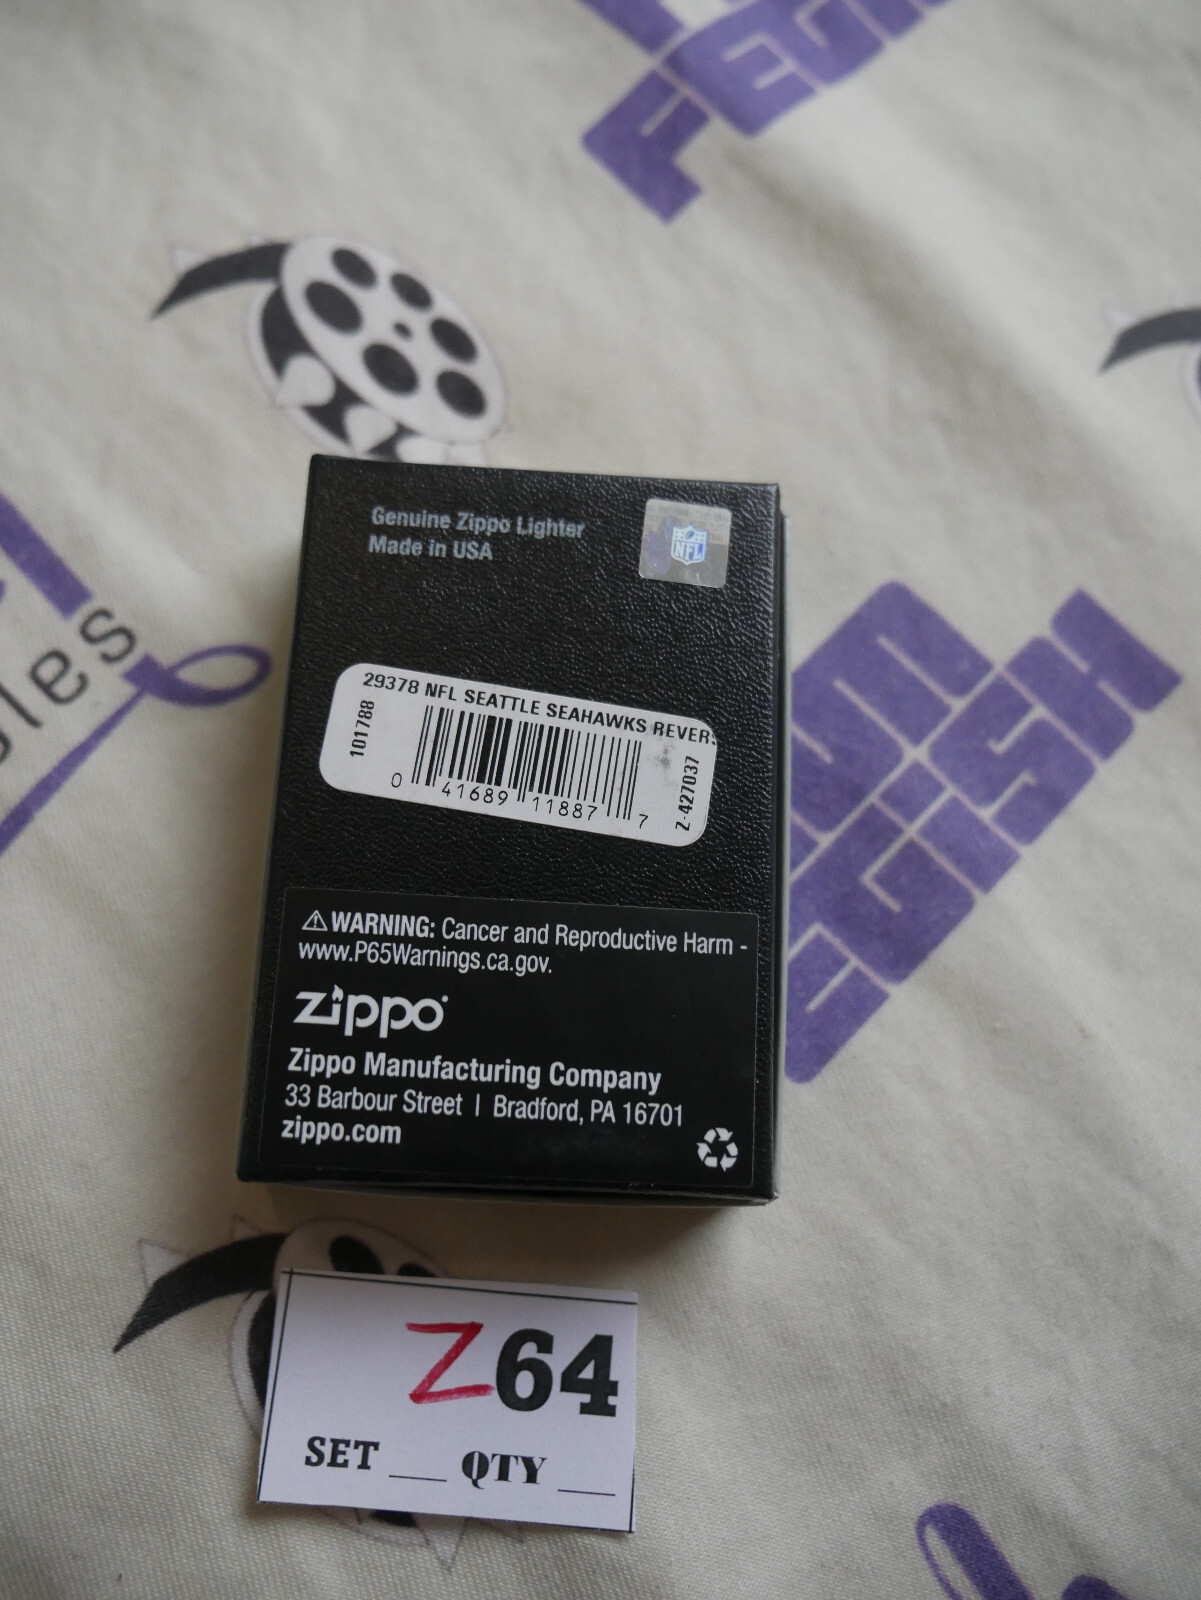 Genuine Zippo Lighter
Made in USA
NFL
29378 NFL SEATTLE SEAHAWKS REVERS
101788
Z-427037
0 41689 11887 7
⚠ WARNING: Cancer and Reproductive Harm -
www.P65Warnings.ca.gov.
zippo
Zippo Manufacturing Company
33 Barbour Street | Bradford, PA 16701
zippo.com
Z64
SET ___ QTY ___